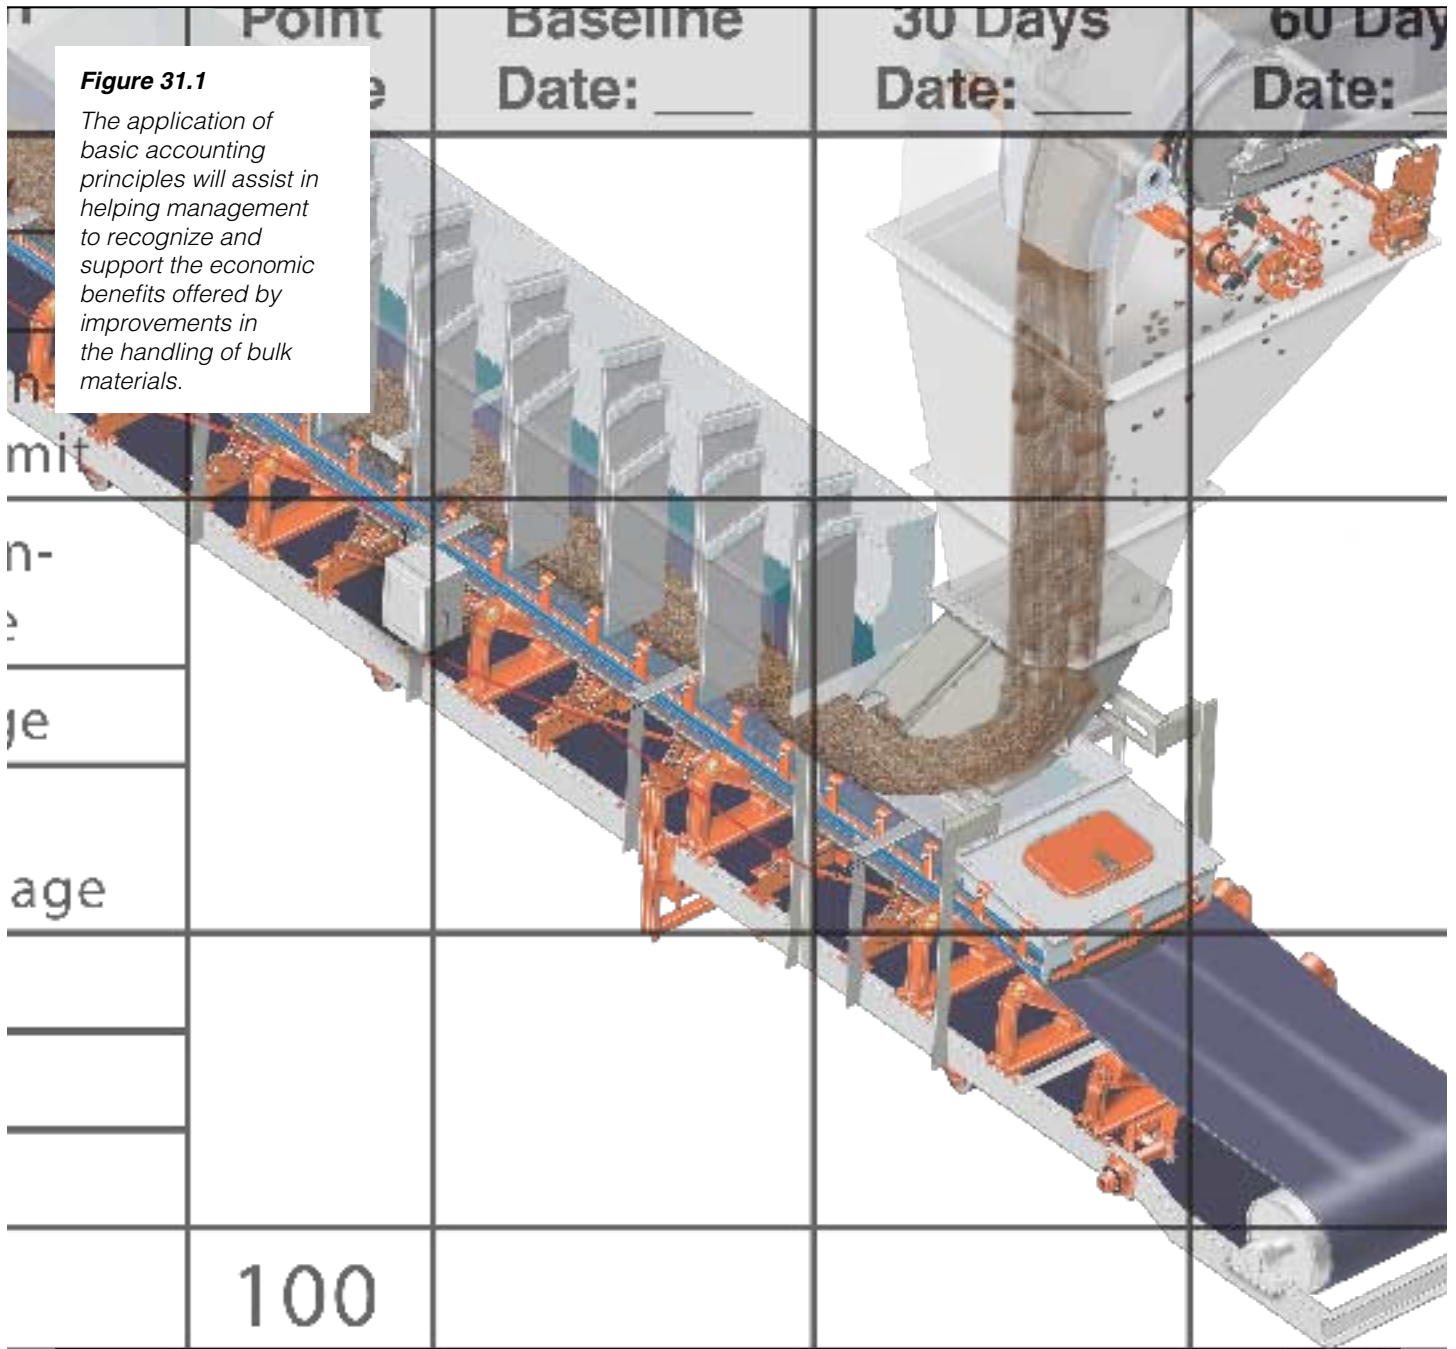 Point Baseline 30 Days 60 Day
Date: ___ Date: ___ Date:
Figure 31.1
The application of
basic accounting
principles will assist in
helping management
to recognize and
support the economic
benefits offered by
improvements in
the handling of bulk
materials.
mit
n-
ge
age
100